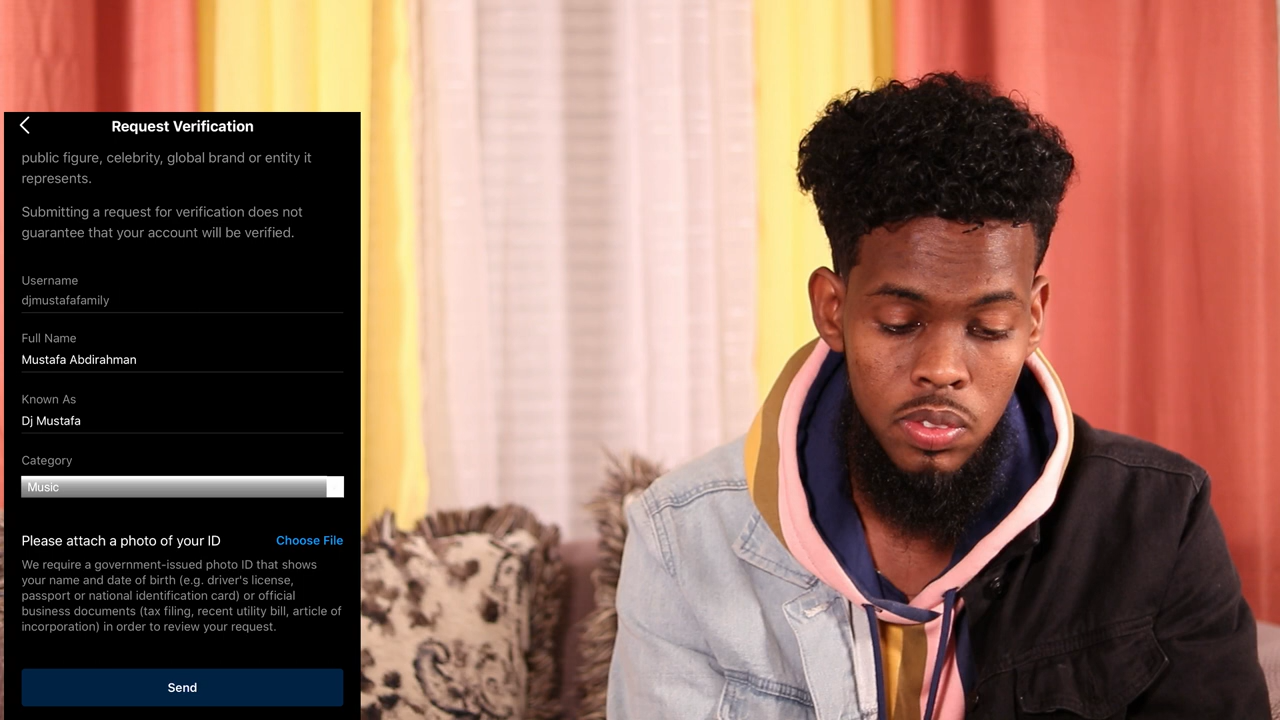 Request Verification
public figure, celebrity, global brand or entity it
represents.
Submitting a request for verification does not
guarantee that your account will be verified.
Username
djmustafafamily
Full Name
Mustafa Abdirahman
Known As
Dj Mustafa
Category
Music
Please attach a photo of your ID
Choose File
We require a government-issued photo ID that shows
your name and date of birth (e.g. driver's license,
passport or national identification card) or official
business documents (tax filing, recent utility bill, article of
incorporation) in order to review your request.
Send